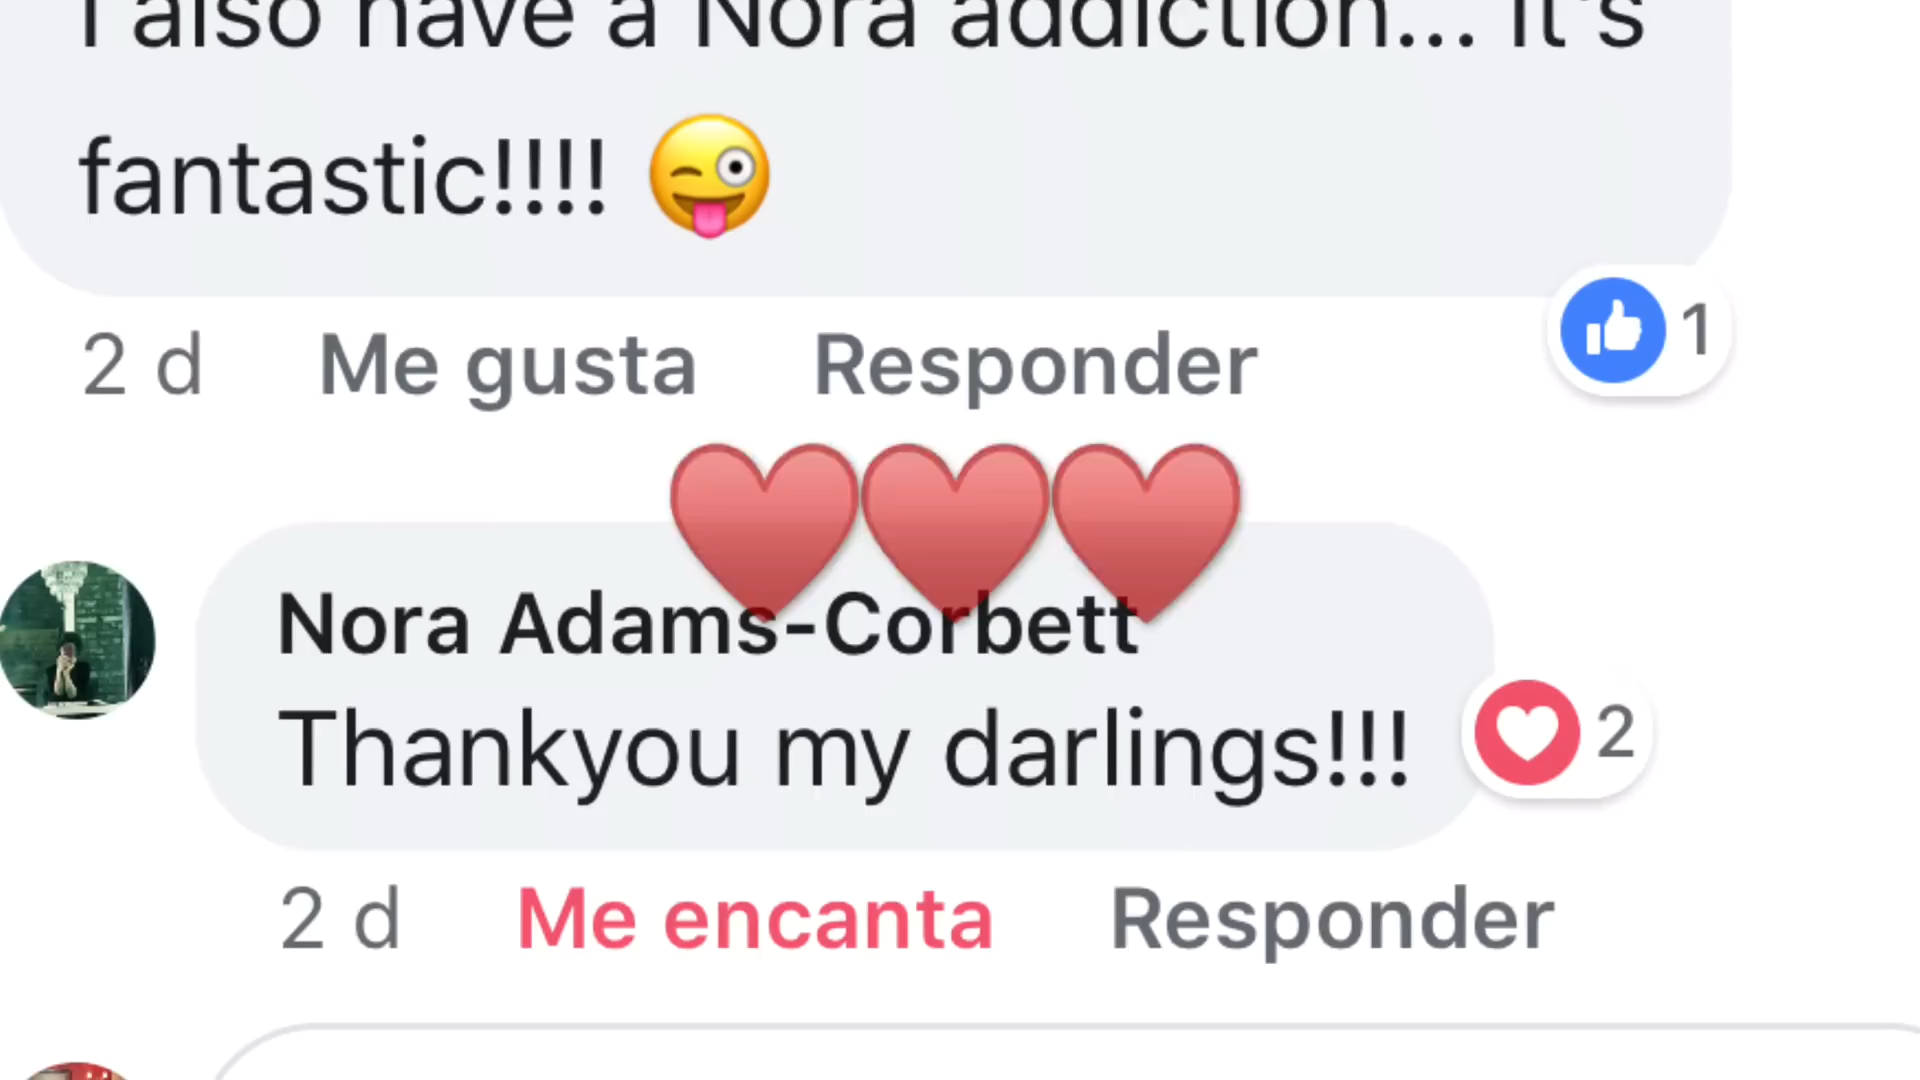 I also have a Nora addiction... It's
fantastic!!!! 😜
2 d Me gusta Responder
1
Nora Adams-Corbett
Thankyou my darlings!!!
2
2 d Me encanta Responder